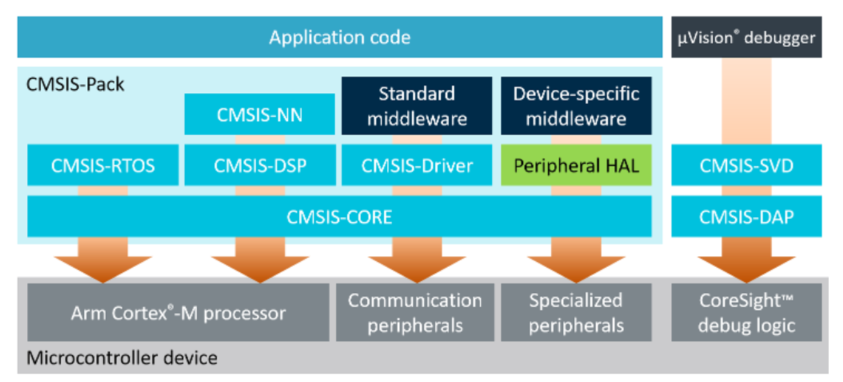 Application code
µVision® debugger
CMSIS-Pack
CMSIS-NN
Standard
middleware
Device-specific
middleware
CMSIS-RTOS
CMSIS-DSP
CMSIS-Driver
Peripheral HAL
CMSIS-SVD
CMSIS-CORE
CMSIS-DAP
Arm Cortex®-M processor
Communication
peripherals
Specialized
peripherals
CoreSight™
debug logic
Microcontroller device